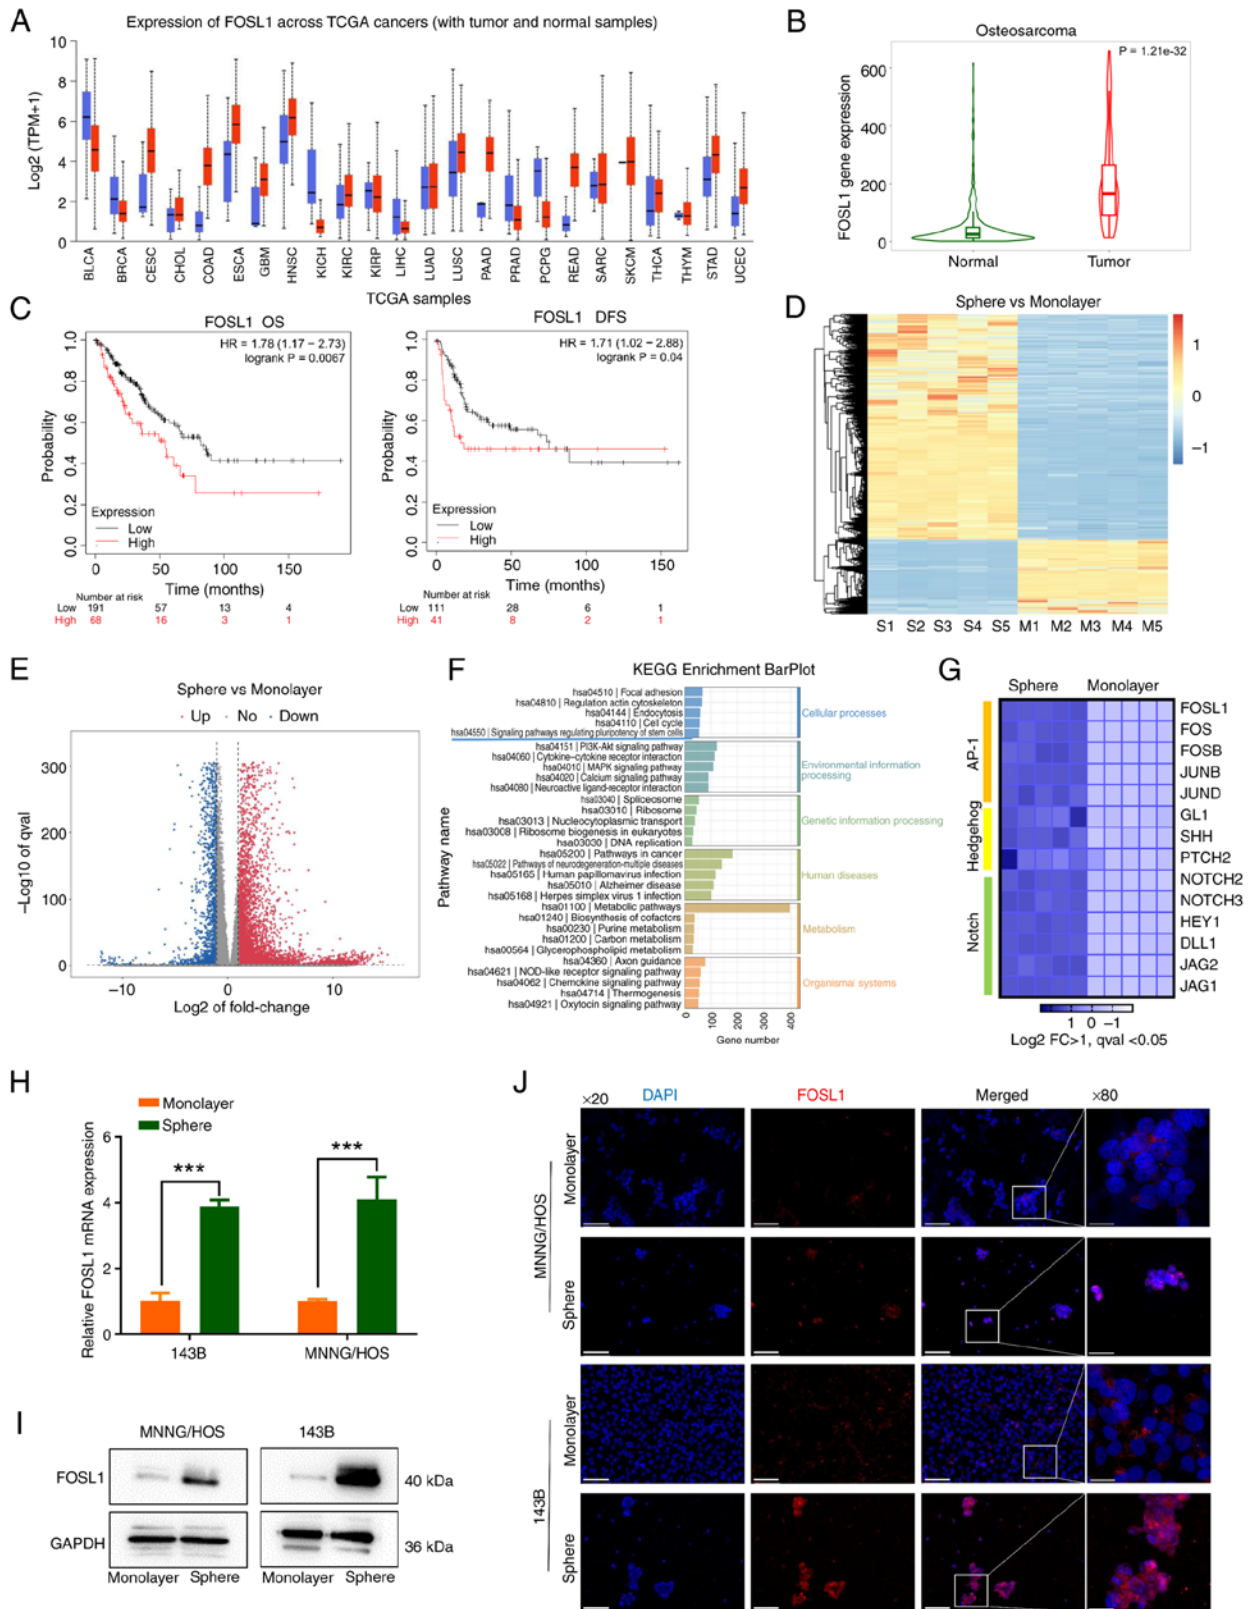 A
Expression of FOSL1 across TCGA cancers (with tumor and normal samples)
Log2 (TPM+1)
10
8
6
4
2
0
BLCA
BRCA
CESC
CHOL
COAD
ESCA
GBM
HNSC
KICH
KIRC
KIRP
LIHC
LUAD
LUSC
PAAD
PRAD
PCPG
READ
SARC
SKCM
THCA
THYM
STAD
UCEC
TCGA samples
B
Osteosarcoma
P = 1.21e-32
FOSL1 gene expression
600
400
200
0
Normal
Tumor
C
FOSL1 OS
HR = 1.78 (1.17 − 2.73)
logrank P = 0.0067
Probability
1.0
0.8
0.6
0.4
0.2
0.0
Expression
Low
High
0 50 100 150
Time (months)
Number at risk
Low 191 57 13 4
High 68 16 3 1
FOSL1 DFS
HR = 1.71 (1.02 − 2.88)
logrank P = 0.04
Probability
1.0
0.8
0.6
0.4
0.2
0.0
Expression
Low
High
0 50 100 150
Time (months)
Number at risk
Low 111 28 6 1
High 41 8 2 1
D
Sphere vs Monolayer
1
0
−1
S1 S2 S3 S4 S5 M1 M2 M3 M4 M5
E
Sphere vs Monolayer
Up No Down
−Log10 of qval
300
200
100
0
−10 0 10
Log2 of fold-change
F
KEGG Enrichment BarPlot
Pathway name
hsa04510 | Focal adhesion
hsa04810 | Regulation actin cytoskeleton
hsa04144 | Endocytosis
hsa04110 | Cell cycle
hsa04550 | Signaling pathways regulating pluripotency of stem cells
Cellular processes
hsa04151 | PI3K-Akt signaling pathway
hsa04060 | Cytokine−cytokine receptor interaction
hsa04010 | MAPK signaling pathway
hsa04020 | Calcium signaling pathway
hsa04080 | Neuroactive ligand-receptor interaction
Environmental information
processing
hsa03040 | Spliceosome
hsa03010 | Ribosome
hsa03013 | Nucleocytoplasmic transport
hsa03008 | Ribosome biogenesis in eukaryotes
hsa03030 | DNA replication
Genetic information processing
hsa05200 | Pathways in cancer
hsa05022 | Pathways of neurodegeneration-multiple diseases
hsa05165 | Human papillomavirus infection
hsa05010 | Alzheimer disease
hsa05168 | Herpes simplex virus 1 infection
Human diseases
hsa01100 | Metabolic pathways
hsa01240 | Biosynthesis of cofactors
hsa00230 | Purine metabolism
hsa01200 | Carbon metabolism
hsa00564 | Glycerophospholipid metabolism
Metabolism
hsa04360 | Axon guidance
hsa04621 | NOD-like receptor signaling pathway
hsa04062 | Chemokine signaling pathway
hsa04714 | Thermogenesis
hsa04921 | Oxytocin signaling pathway
Organismal systems
0 100 200 300 400
Gene number
G
Sphere Monolayer
AP-1
Hedgehog
Notch
FOSL1
FOS
FOSB
JUNB
JUND
GL1
SHH
PTCH2
NOTCH2
NOTCH3
HEY1
DLL1
JAG2
JAG1
1 0 −1
Log2 FC>1, qval <0.05
H
Monolayer
Sphere
Relative FOSL1 mRNA expression
8
6
4
2
0
***
***
143B
MNNG/HOS
I
MNNG/HOS 143B
FOSL1 40 kDa
GAPDH 36 kDa
Monolayer Sphere Monolayer Sphere
J
×20 DAPI FOSL1 Merged ×80
MNNG/HOS
Monolayer
Sphere
143B
Monolayer
Sphere